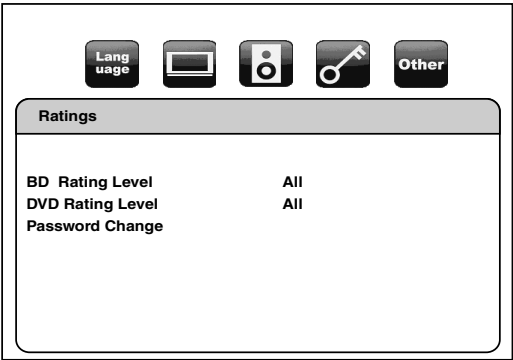 Lang
uage
Other
Ratings
BD Rating Level All
DVD Rating Level All
Password Change